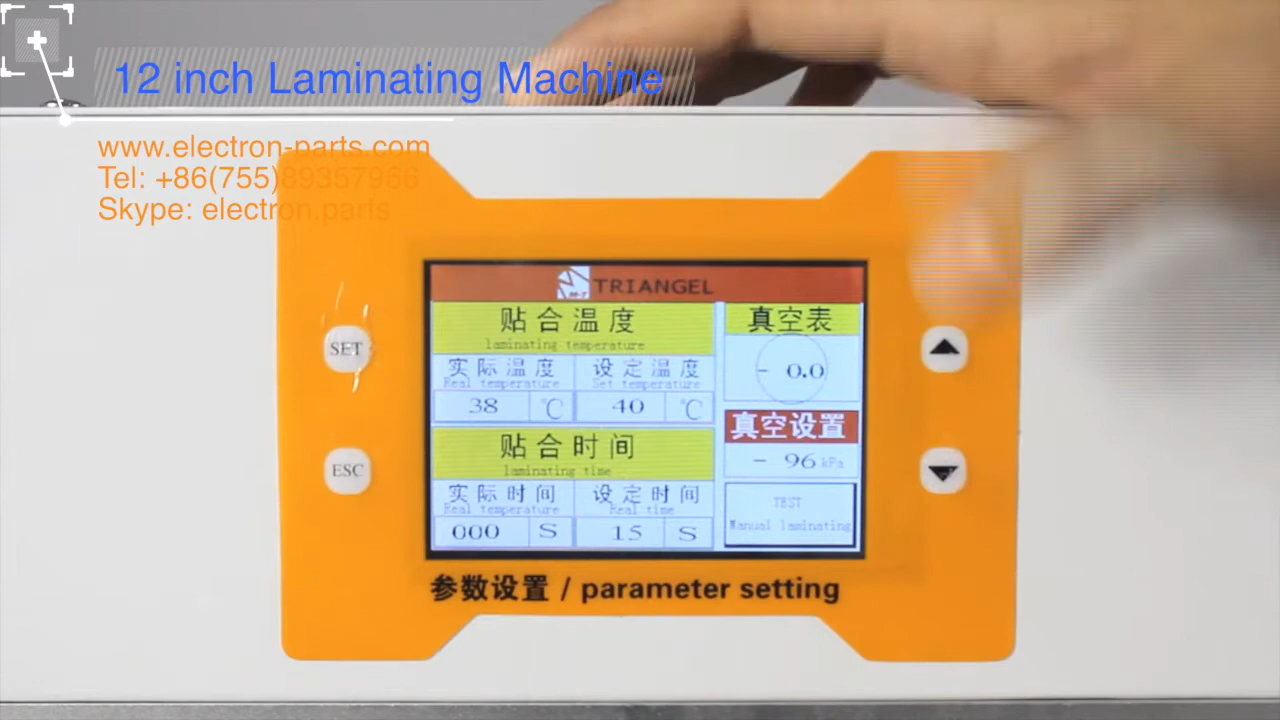 12 inch Laminating Machine
www.electron-parts.com
Tel: +86(755)89357966
Skype: electron.parts
TRIANGEL
贴合温度
laminating temperature
实际温度 设定温度
Real temperature Set temperature
38 ℃ 40 ℃
贴合时间
laminating time
实际时间 设定时间
Real temperature Real time
000 S 15 S
真空表
- 0.0
真空设置
- 96 kPa
TEST
Manual laminating
SET
ESC
参数设置 / parameter setting